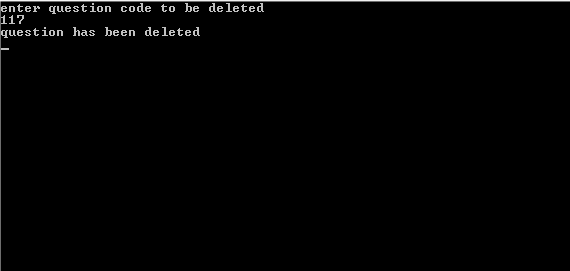 enter question code to be deleted
117
question has been deleted